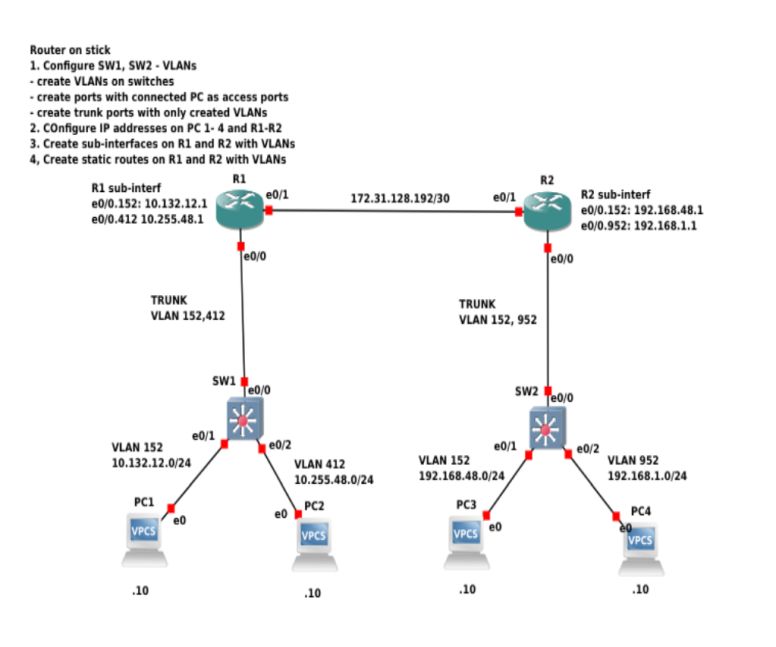 Router on stick
1. Configure SW1, SW2 - VLANs
- create VLANs on switches
- create ports with connected PC as access ports
- create trunk ports with only created VLANs
2. COnfigure IP addresses on PC 1- 4 and R1-R2
3. Create sub-interfaces on R1 and R2 with VLANs
4, Create static routes on R1 and R2 with VLANs
R1
R2
R1 sub-interf
e0/0.152: 10.132.12.1
e0/0.412 10.255.48.1
e0/1
172.31.128.192/30
e0/1
R2 sub-interf
e0/0.152: 192.168.48.1
e0/0.952: 192.168.1.1
e0/0
e0/0
TRUNK
VLAN 152,412
TRUNK
VLAN 152, 952
SW1
e0/0
SW2
e0/0
e0/1
e0/2
e0/1
e0/2
VLAN 152
10.132.12.0/24
VLAN 412
10.255.48.0/24
VLAN 152
192.168.48.0/24
VLAN 952
192.168.1.0/24
PC1
e0
VPCS
PC2
e0
VPCS
PC3
e0
VPCS
PC4
e0
VPCS
.10
.10
.10
.10